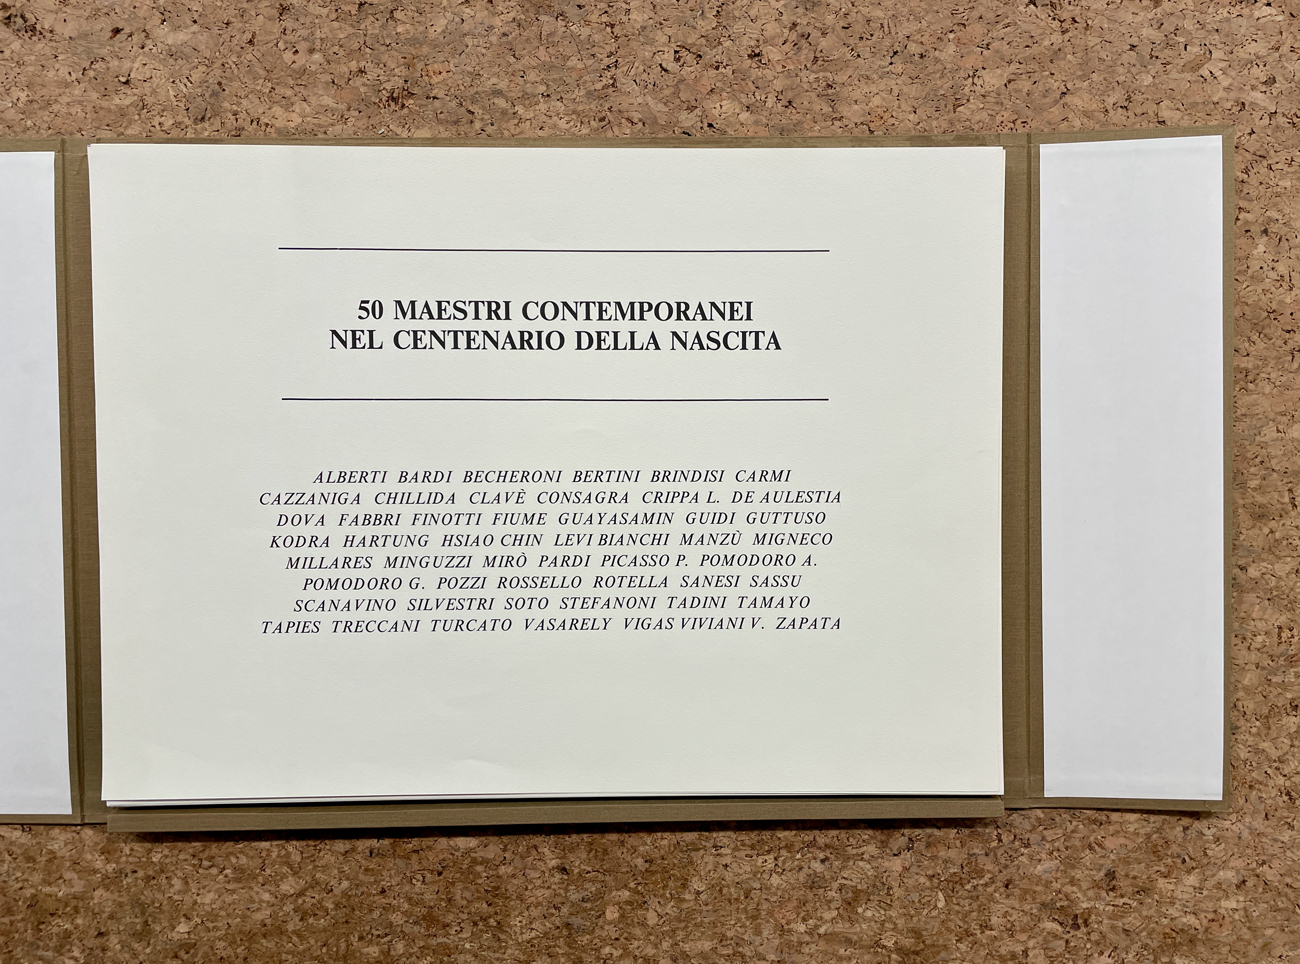 50 MAESTRI CONTEMPORANEI
NEL CENTENARIO DELLA NASCITA
ALBERTI BARDI BECHERONI BERTINI BRINDISI CARMI
CAZZANIGA CHILLIDA CLAVÈ CONSAGRA CRIPPA L. DE AULESTIA
DOVA FABBRI FINOTTI FIUME GUAYASAMIN GUIDI GUTTUSO
KODRA HARTUNG HSIAO CHIN LEVI BIANCHI MANZÙ MIGNECO
MILLARES MINGUZZI MIRÒ PARDI PICASSO P. POMODORO A.
POMODORO G. POZZI ROSSELLO ROTELLA SANESI SASSU
SCANAVINO SILVESTRI SOTO STEFANONI TADINI TAMAYO
TAPIES TRECCANI TURCATO VASARELY VIGAS VIVIANI V. ZAPATA